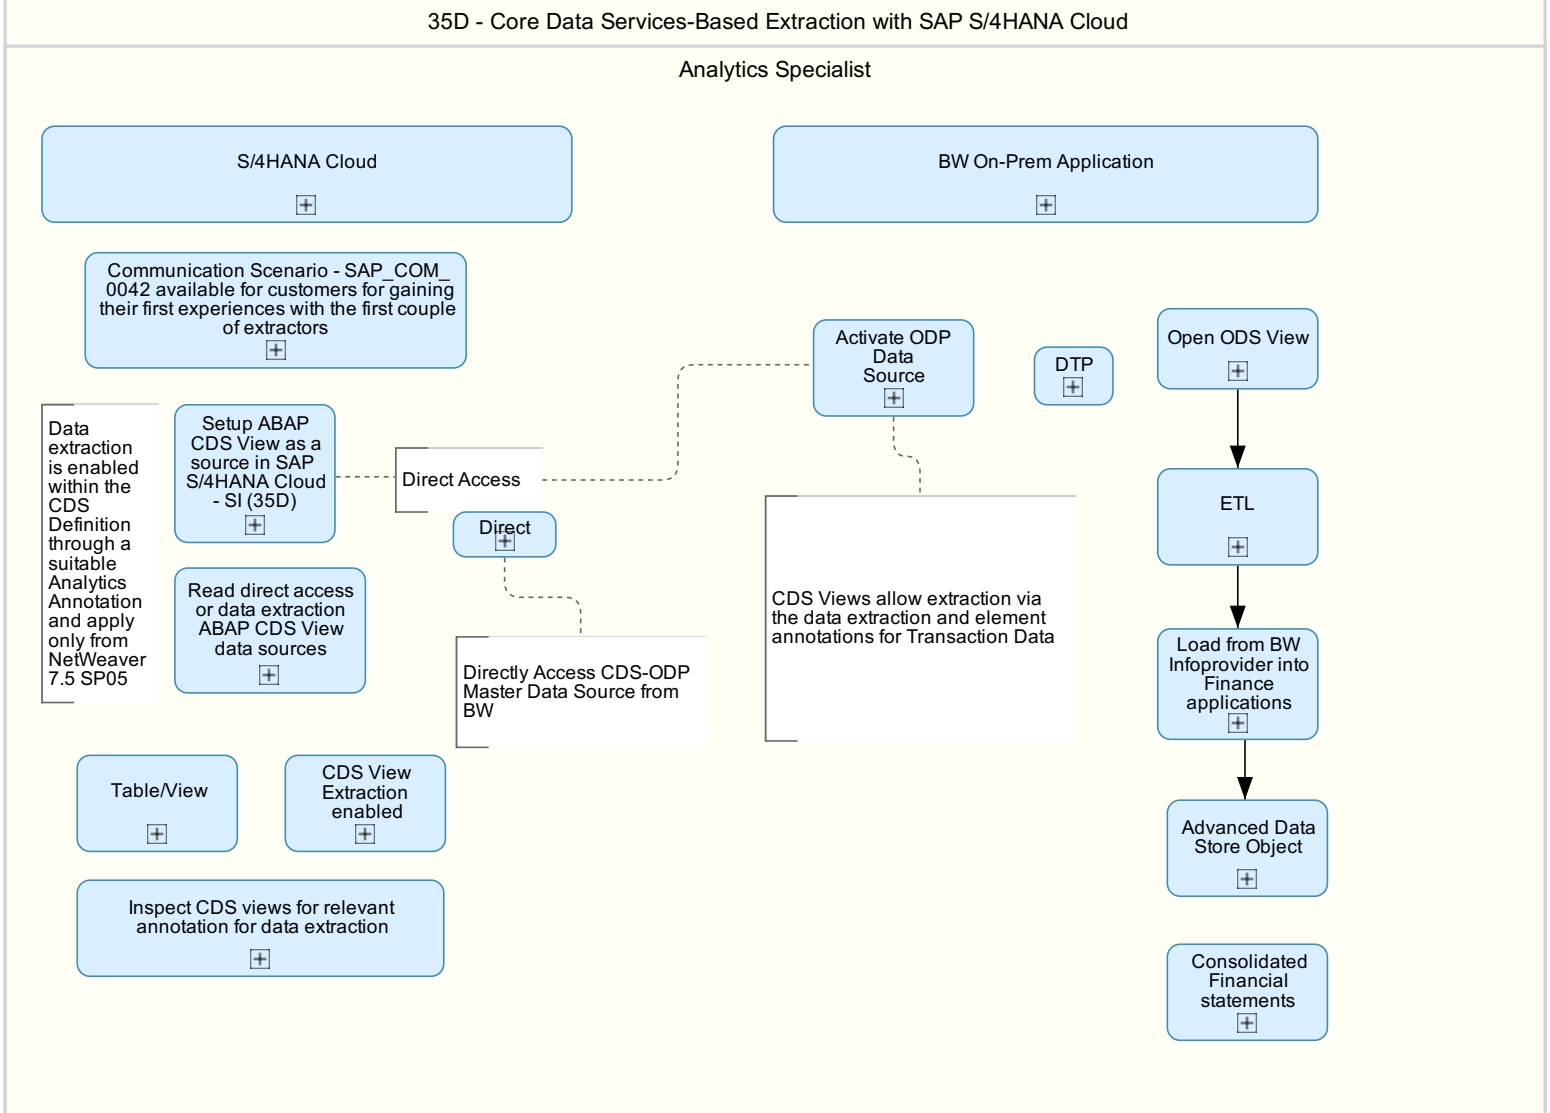 35D - Core Data Services-Based Extraction with SAP S/4HANA Cloud
Analytics Specialist
S/4HANA Cloud
BW On-Prem Application
Communication Scenario - SAP_COM_
0042 available for customers for gaining
their first experiences with the first couple
of extractors
Activate ODP
Data
Source
DTP
Open ODS View
Data
extraction
is enabled
within the
CDS
Definition
through a
suitable
Analytics
Annotation
and apply
only from
NetWeaver
7.5 SP05
Setup ABAP
CDS View as a
source in SAP
S/4HANA Cloud
- SI (35D)
Direct Access
Direct
ETL
Read direct access
or data extraction
ABAP CDS View
data sources
Directly Access CDS-ODP
Master Data Source from
BW
CDS Views allow extraction via
the data extraction and element
annotations for Transaction Data
Load from BW
Infoprovider into
Finance
applications
Table/View
CDS View
Extraction
enabled
Advanced Data
Store Object
Inspect CDS views for relevant
annotation for data extraction
Consolidated
Financial
statements